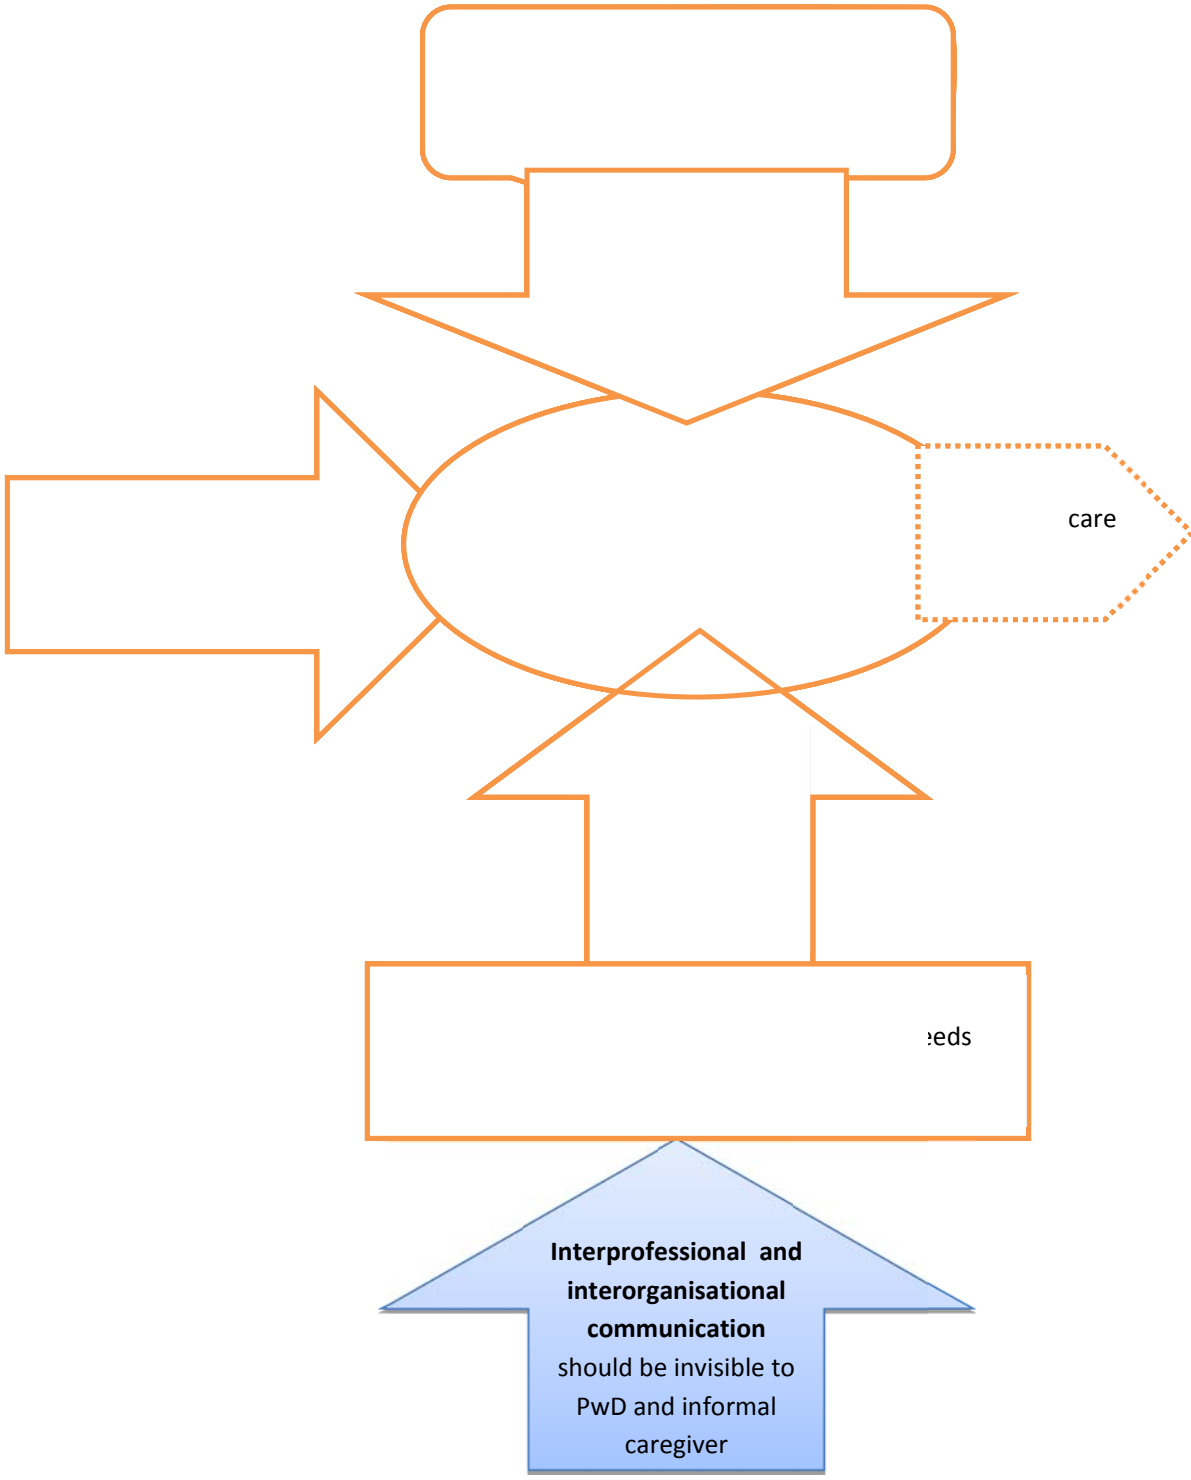 care
eeds
Interprofessional and
interorganisational
communication
should be invisible to
PwD and informal
caregiver